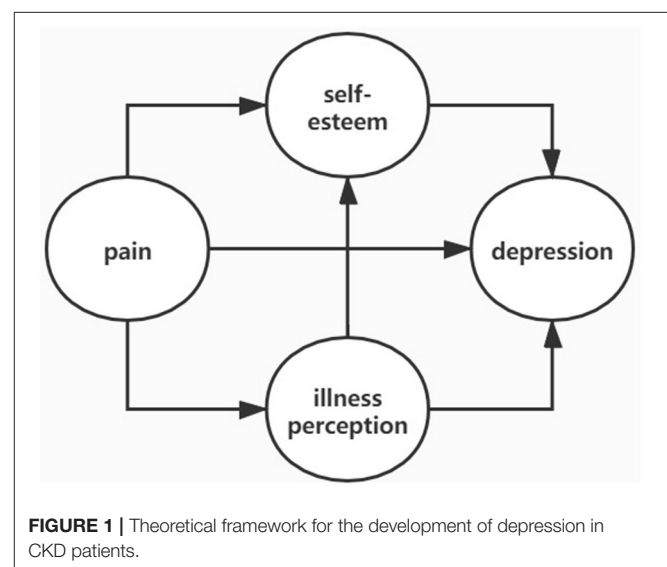 self-
esteem
pain
depression
illness
perception
FIGURE 1 | Theoretical framework for the development of depression in
CKD patients.